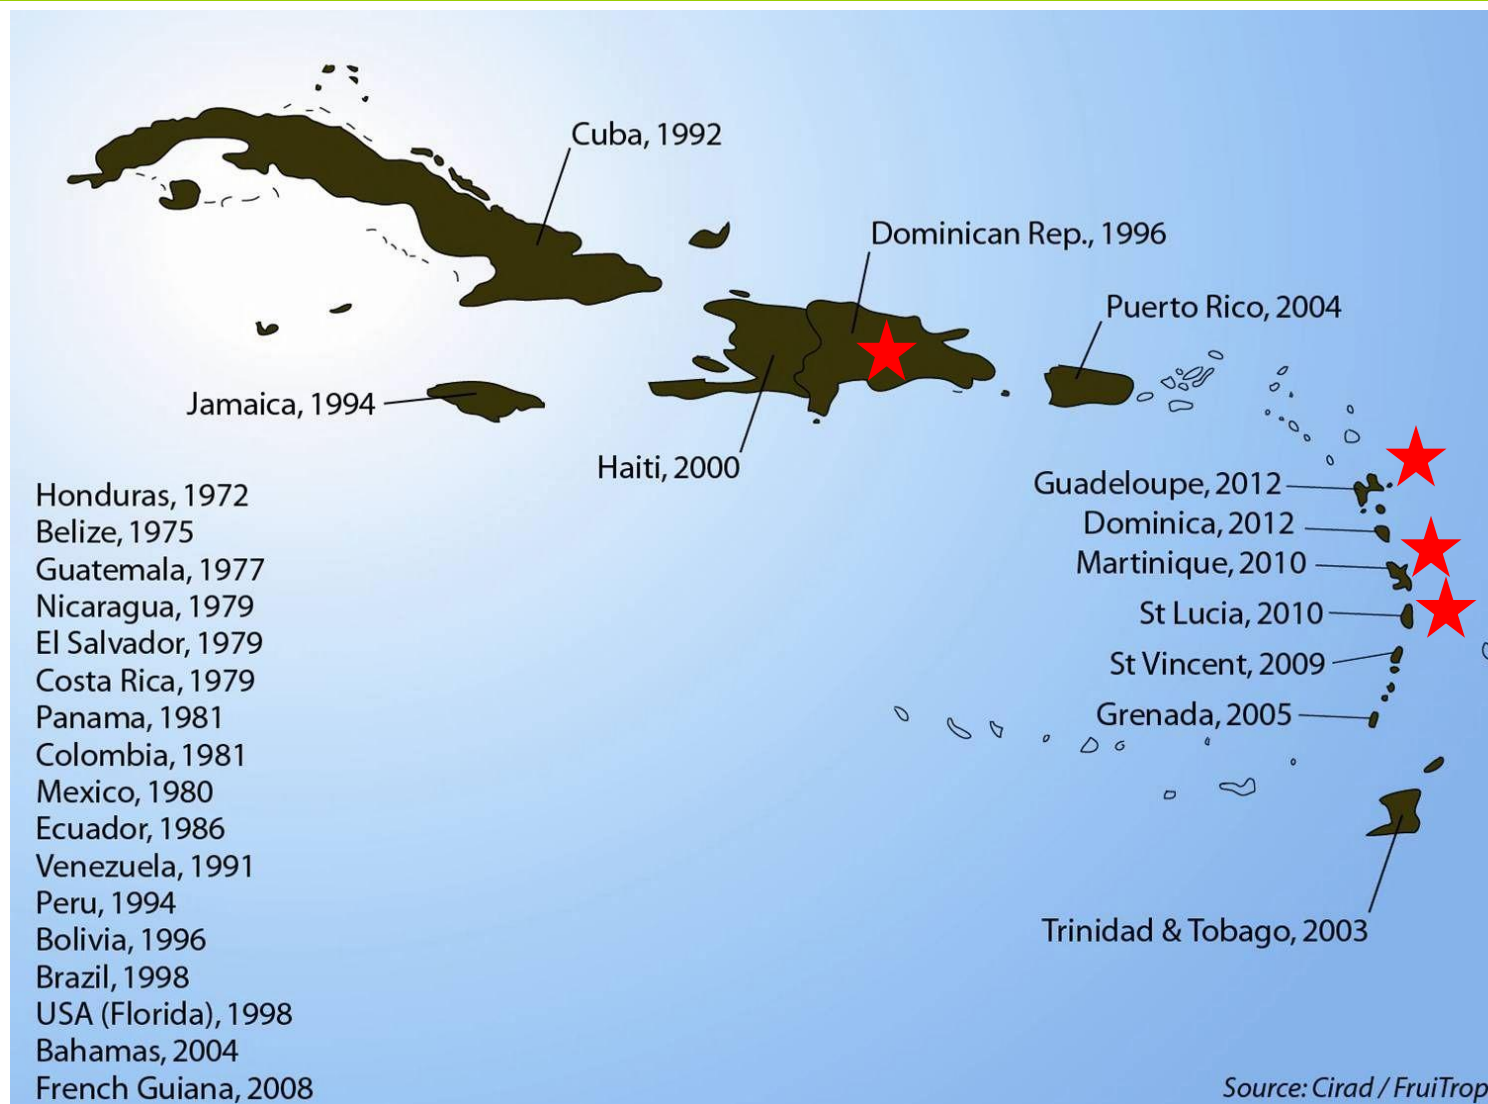 Cuba, 1992
Dominican Rep., 1996
Puerto Rico, 2004
Jamaica, 1994
Haiti, 2000
Guadeloupe, 2012
Dominica, 2012
Martinique, 2010
St Lucia, 2010
St Vincent, 2009
Grenada, 2005
Trinidad & Tobago, 2003
Honduras, 1972
Belize, 1975
Guatemala, 1977
Nicaragua, 1979
El Salvador, 1979
Costa Rica, 1979
Panama, 1981
Colombia, 1981
Mexico, 1980
Ecuador, 1986
Venezuela, 1991
Peru, 1994
Bolivia, 1996
Brazil, 1998
USA (Florida), 1998
Bahamas, 2004
French Guiana, 2008
Source: Cirad / FruiTrop